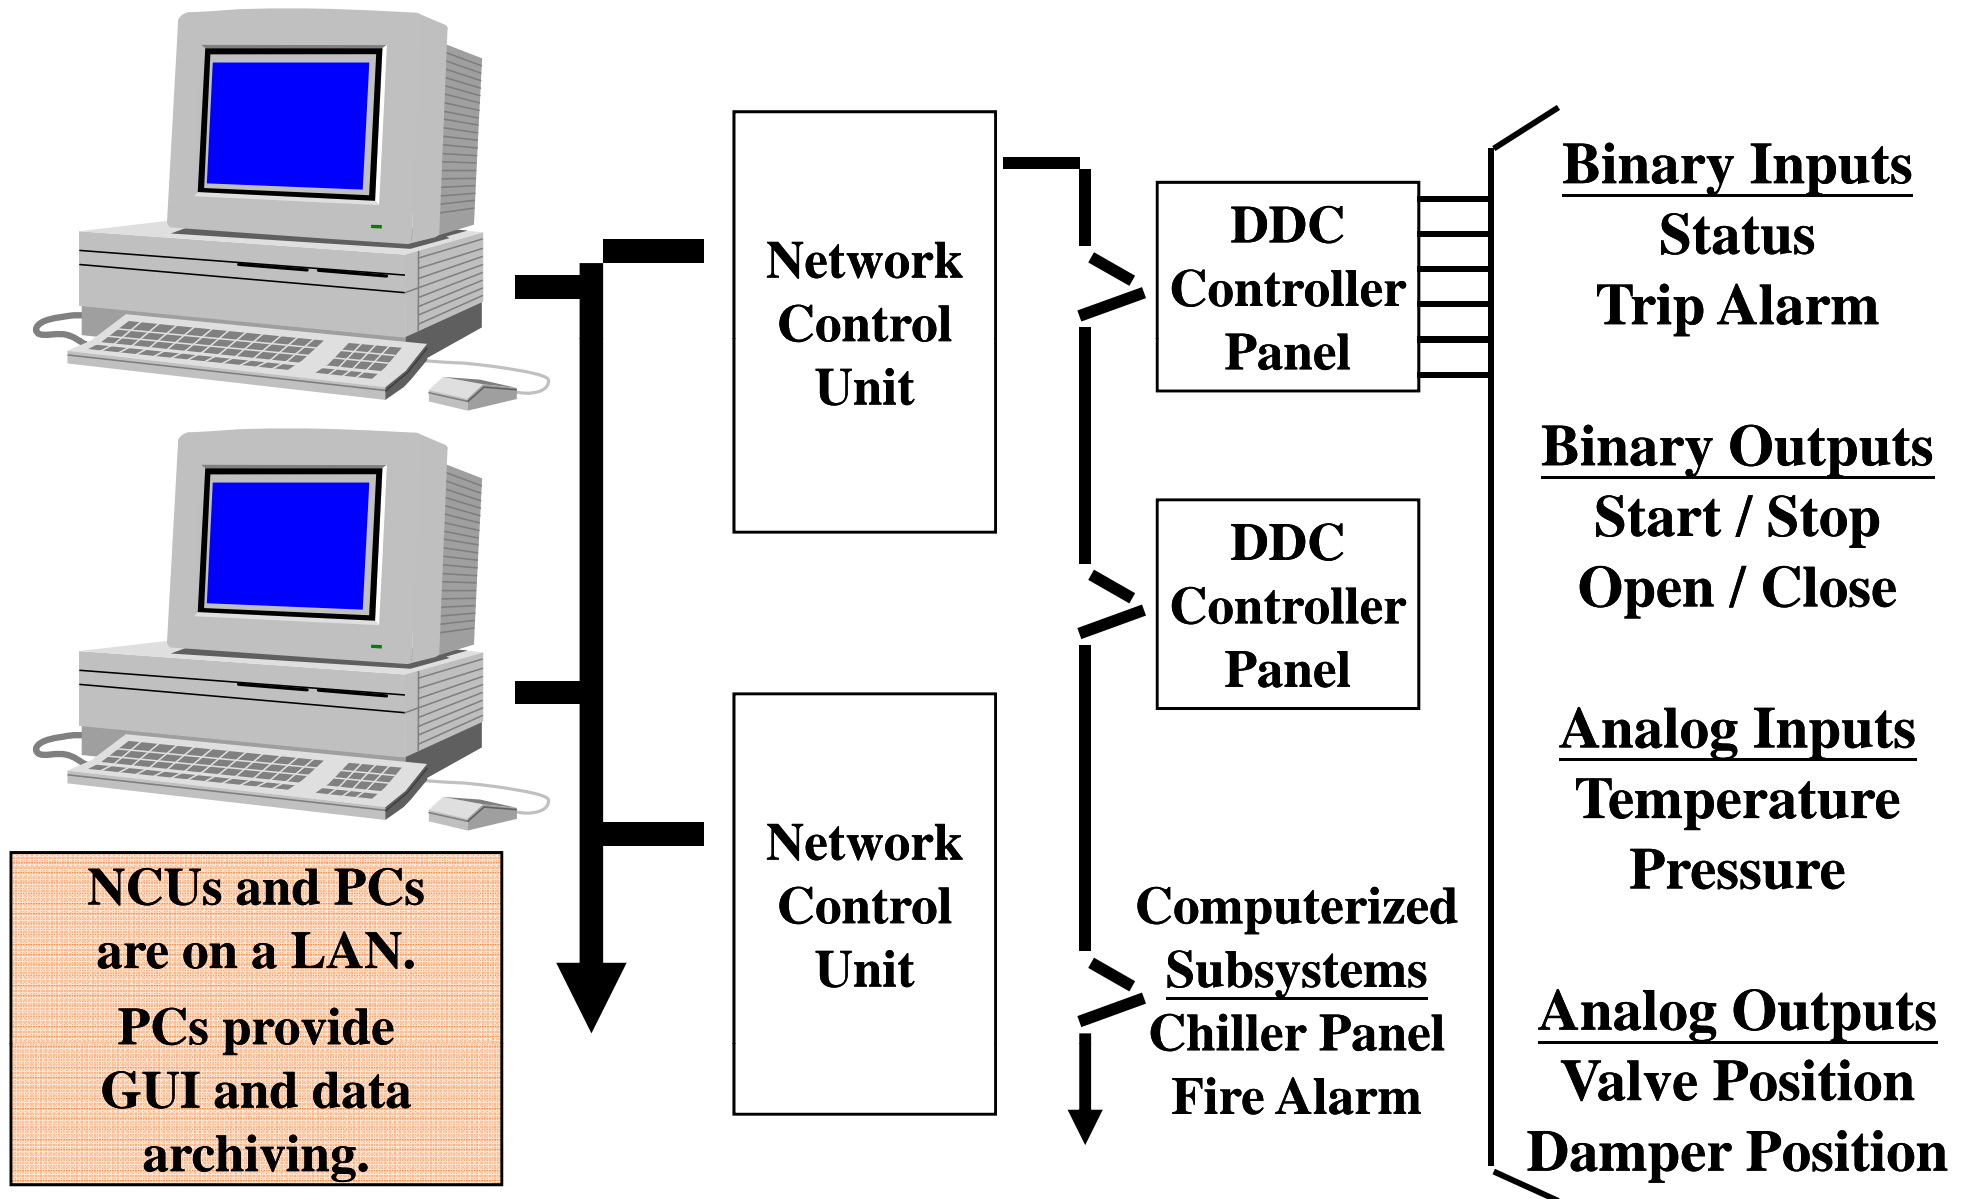 Network
Control
Unit
DDC
Controller
Panel
Binary Inputs
Status
Trip Alarm
Binary Outputs
Start / Stop
Open / Close
DDC
Controller
Panel
Analog Inputs
Temperature
Pressure
Network
Control
Unit
NCUs and PCs
are on a LAN.
PCs provide
GUI and data
archiving.
Computerized
Subsystems
Chiller Panel
Fire Alarm
Analog Outputs
Valve Position
Damper Position